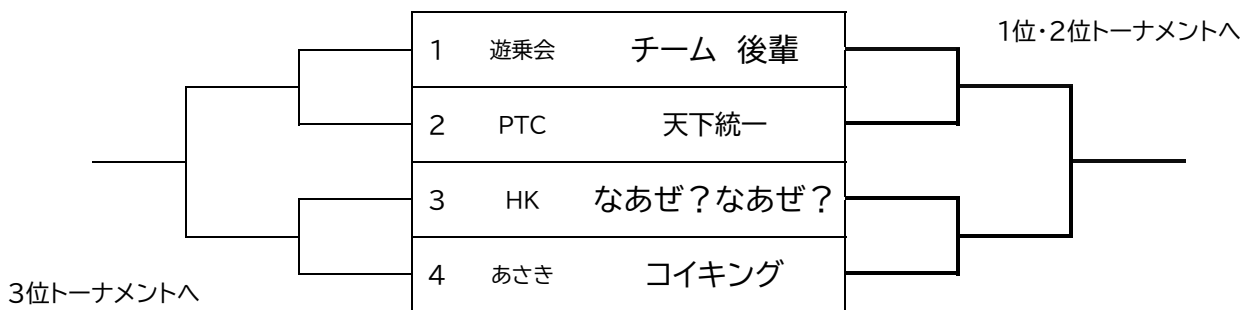 1位・2位トーナメントへ
1 遊乗会 チーム 後輩
2 PTC 天下統一
3 HK なあぜ？なあぜ？
4 あさき コイキング
3位トーナメントへ